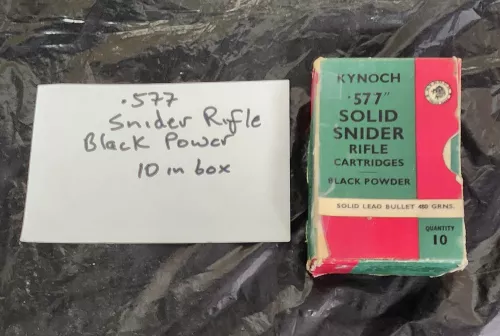 .577
Snider Rifle
Black Power
10 in box
KYNOCH
·577"
SOLID
SNIDER
RIFLE
CARTRIDGES
BLACK POWDER
SOLID LEAD BULLET 480 GRNS.
QUANTITY
10